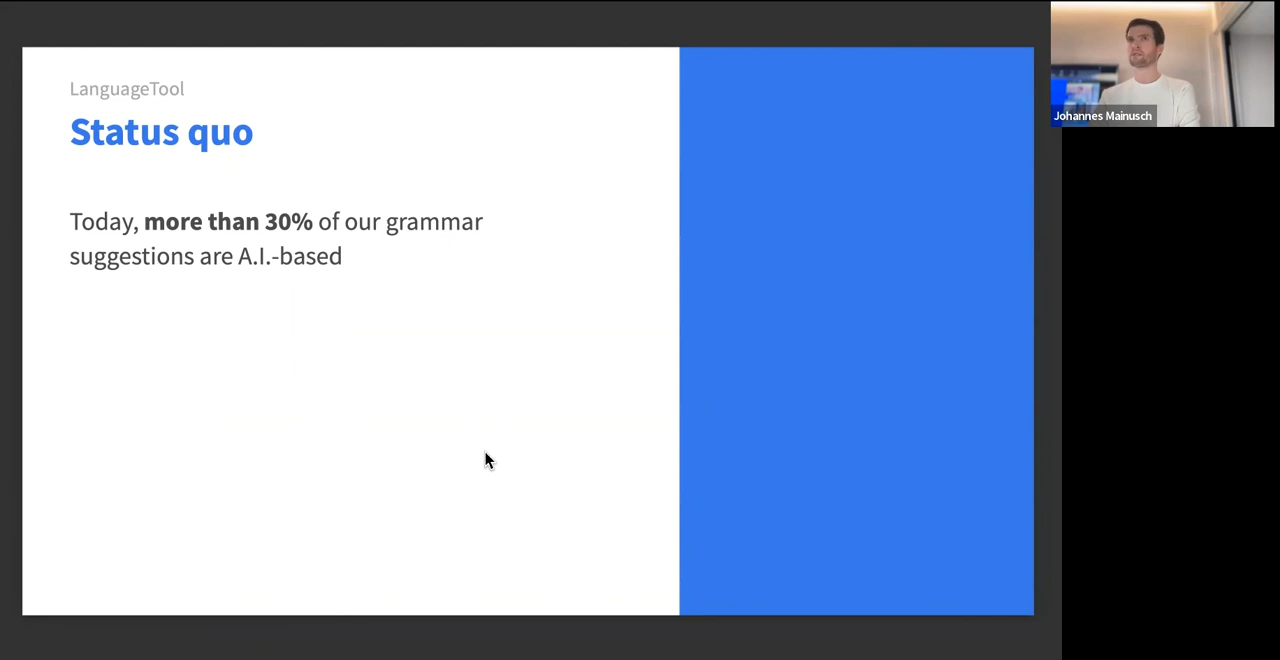 LanguageTool
Status quo
Today, more than 30% of our grammar
suggestions are A.I.-based
Johannes Mainusch